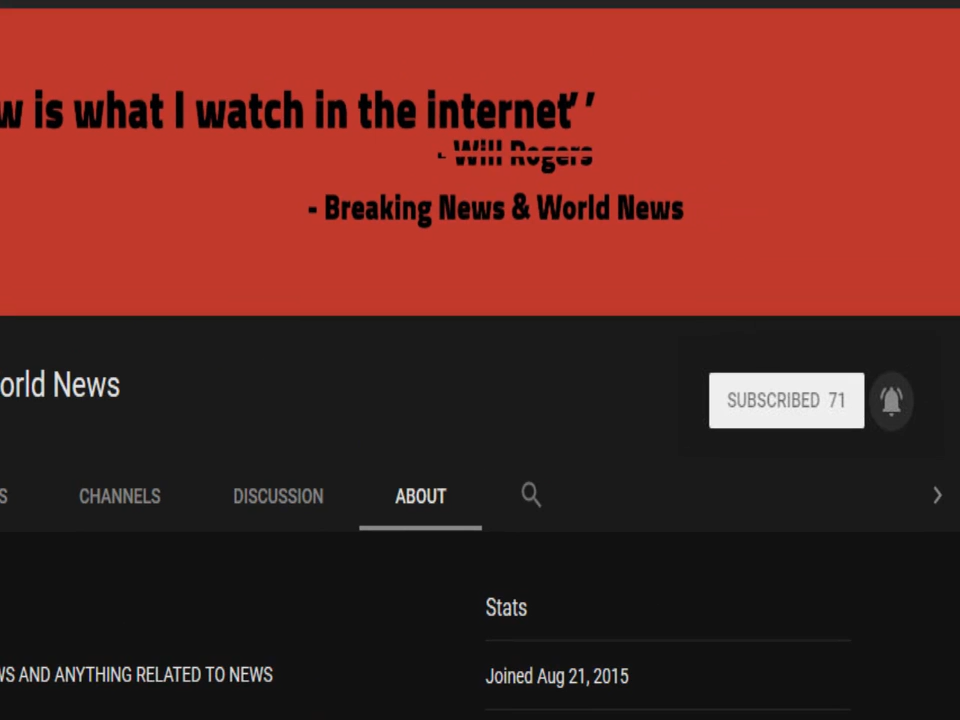 w is what I watch in the internet’’
- Will Rogers
- Breaking News & World News
orld News
SUBSCRIBED 71
S CHANNELS DISCUSSION ABOUT
Stats
WS AND ANYTHING RELATED TO NEWS
Joined Aug 21, 2015